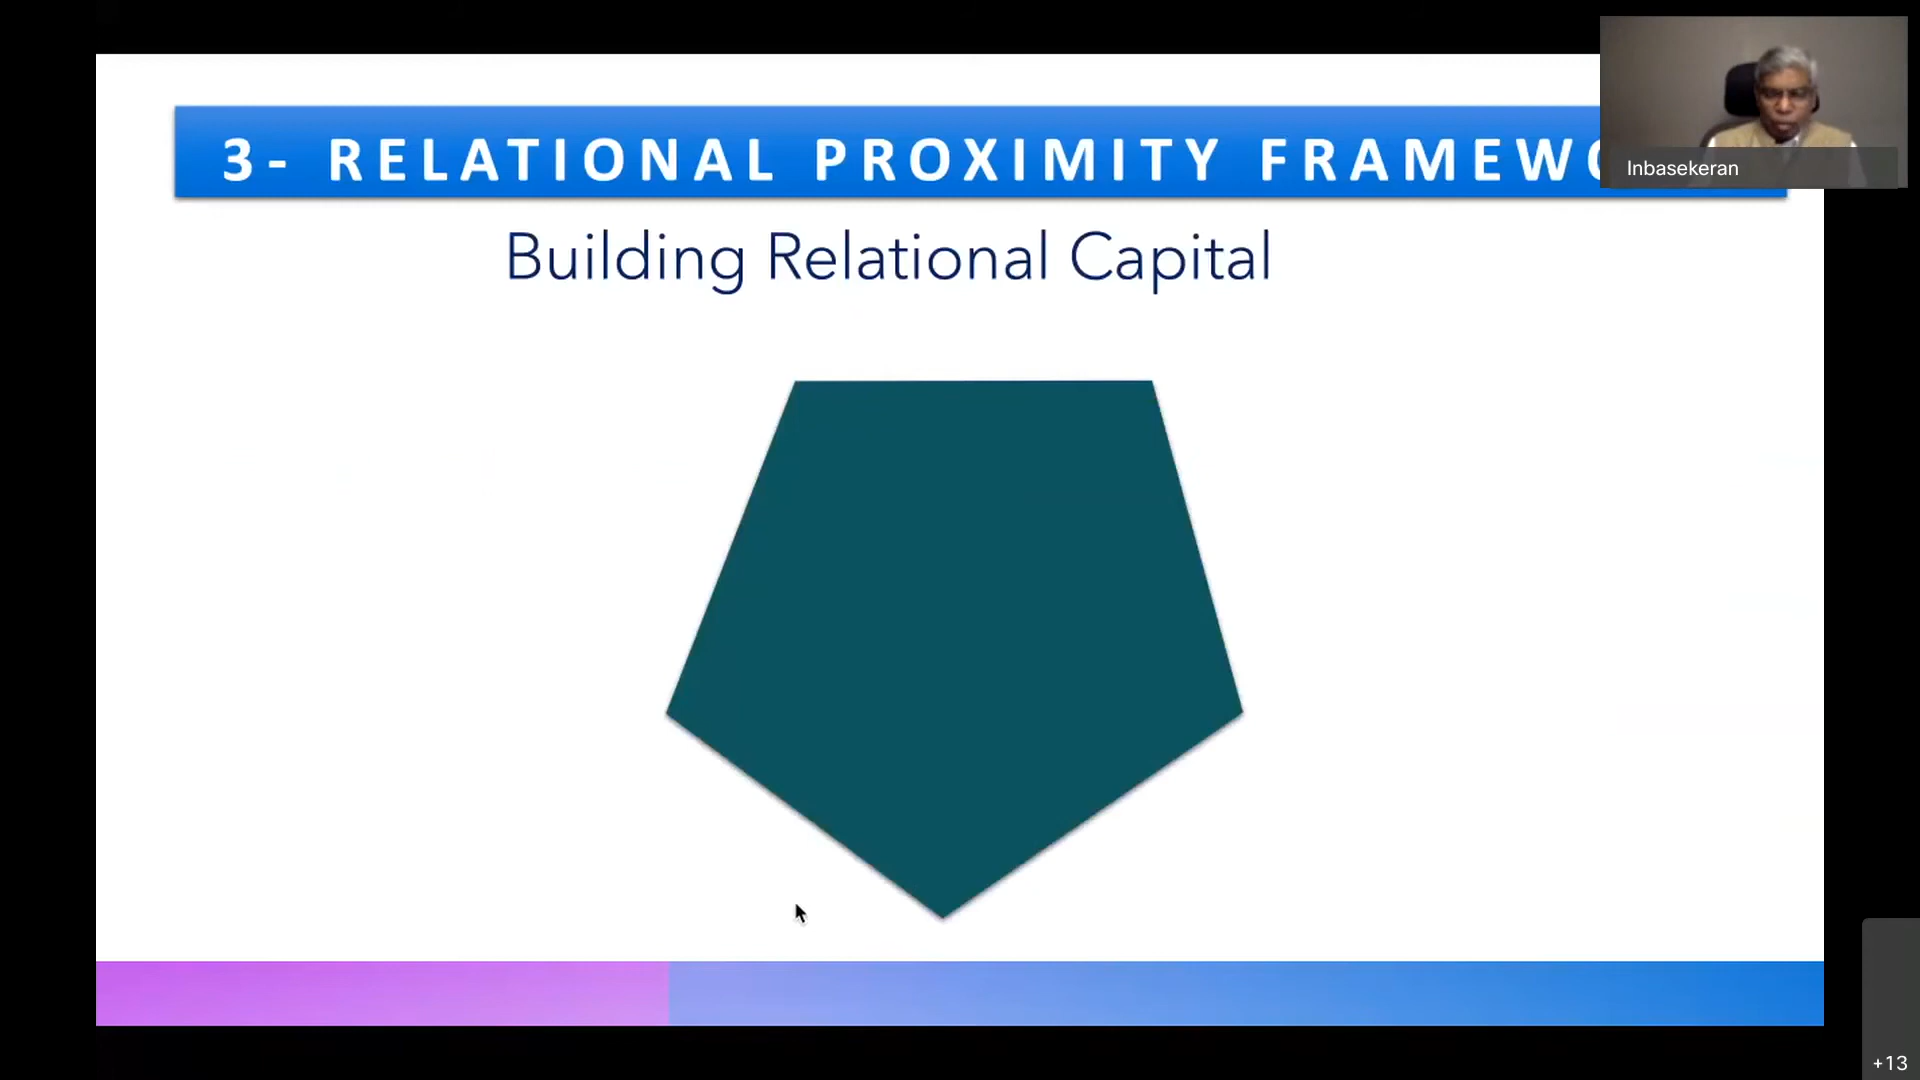 3- RELATIONAL PROXIMITY FRAMEWO
Inbasekeran
Building Relational Capital
+13